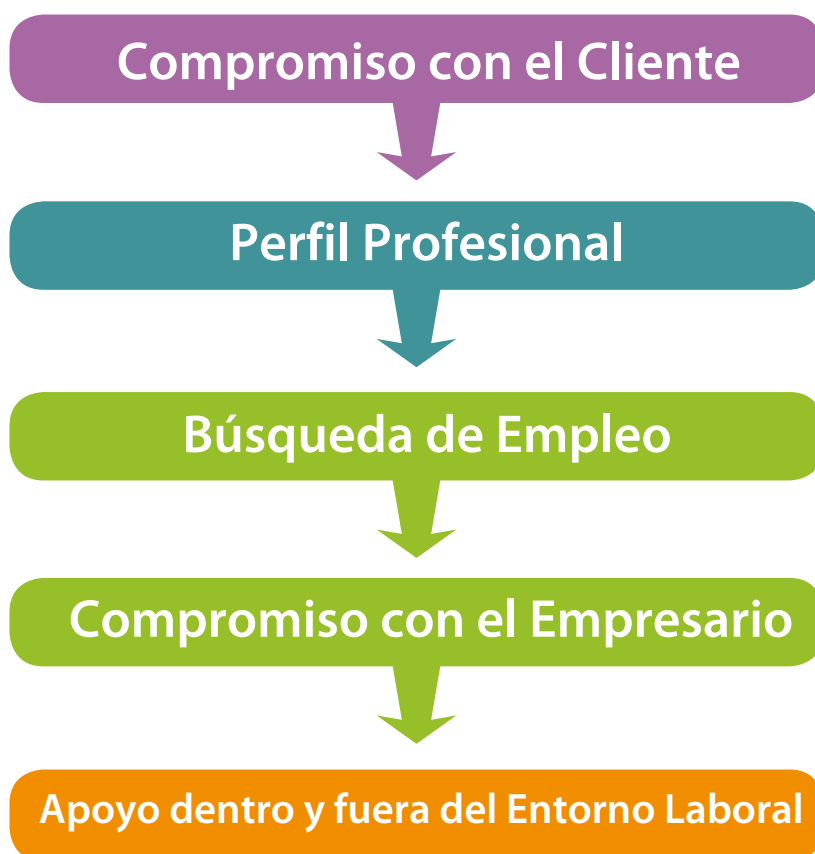 Compromiso con el Cliente
Perfil Profesional
Búsqueda de Empleo
Compromiso con el Empresario
Apoyo dentro y fuera del Entorno Laboral